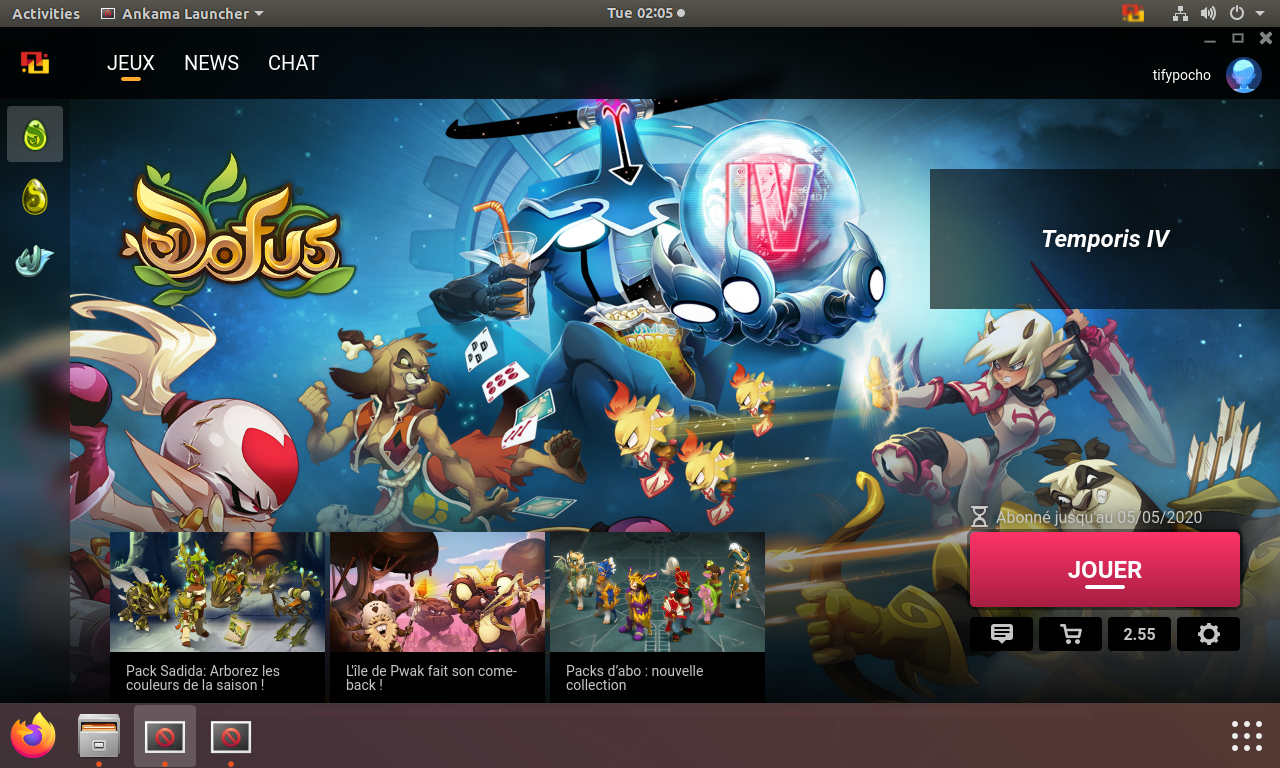 Activities
Ankama Launcher
Tue 02:05
JEUX
NEWS
CHAT
tifypocho
DOFUS
IV
Temporis IV
Abonné jusqu'au 05/05/2020
JOUER
2.55
Pack Sadida: Arborez les
couleurs de la saison !
L'île de Pwak fait son come-
back !
Packs d'abo : nouvelle
collection